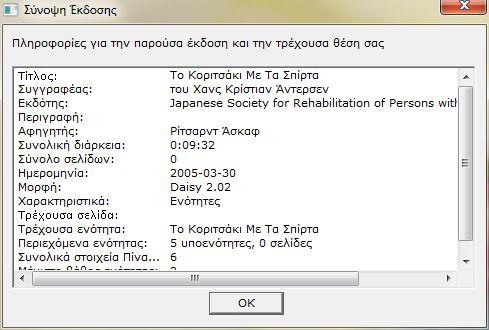 Σύνοψη Έκδοσης
Πληροφορίες για την παρούσα έκδοση και την τρέχουσα θέση σας
Τίτλος: Το Κοριτσάκι Με Τα Σπίρτα
Συγγραφέας: του Χανς Κρίστιαν Άντερσεν
Εκδότης: Japanese Society for Rehabilitation of Persons with
Περιγραφή:
Αφηγητής: Ρίτσαρντ Άσκαφ
Συνολική διάρκεια: 0:09:32
Σύνολο σελίδων: 0
Ημερομηνία: 2005-03-30
Μορφή: Daisy 2.02
Χαρακτηριστικά: Ενότητες
Τρέχουσα σελίδα:
Τρέχουσα ενότητα: Το Κοριτσάκι Με Τα Σπίρτα
Περιεχόμενα ενότητας: 5 υποενότητες, 0 σελίδες
Συνολικά στοιχεία Πίνα... 6
OK